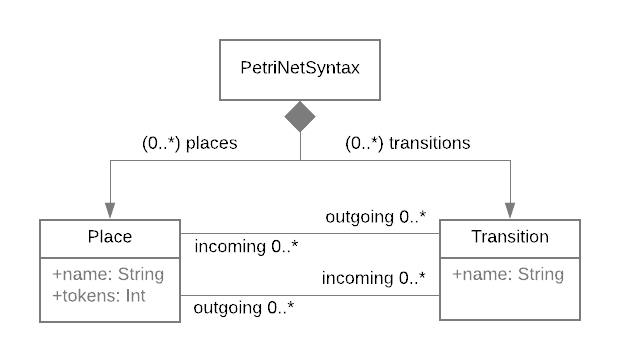 PetriNetSyntax
(0..*) places
(0..*) transitions
Place
+name: String
+tokens: Int
outgoing 0..*
incoming 0..*
incoming 0..*
outgoing 0..*
Transition
+name: String